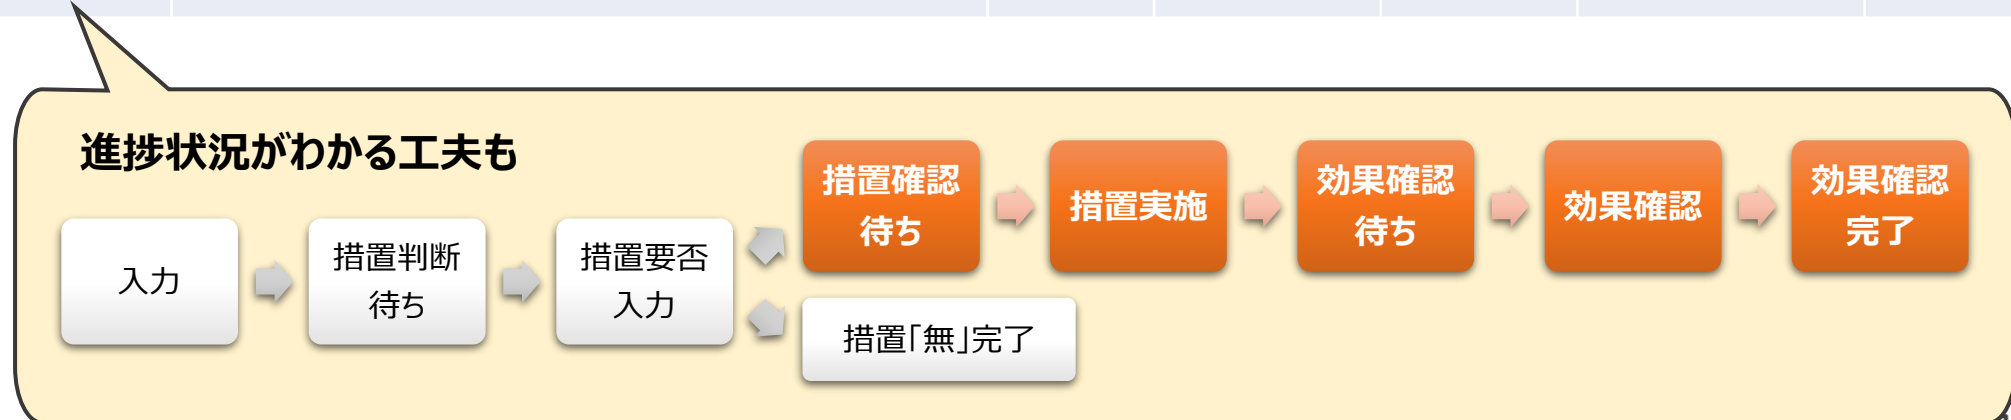 進捗状況がわかる工夫も
入力
措置判断
待ち
措置要否
入力
措置確認
待ち
措置実施
効果確認
待ち
効果確認
効果確認
完了
措置「無」完了